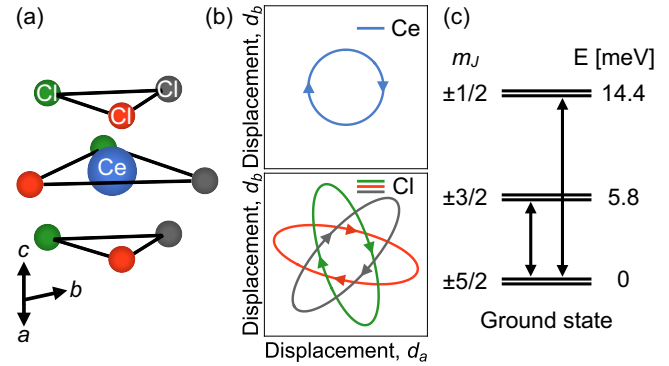 (a)
Cl
Cl
Cl
Ce
c
b
a
(b)
Displacement, d_b
Ce
Displacement, d_b
Cl
Displacement, d_a
(c)
m_J E [meV]
±1/2 14.4
±3/2 5.8
±5/2 0
Ground state